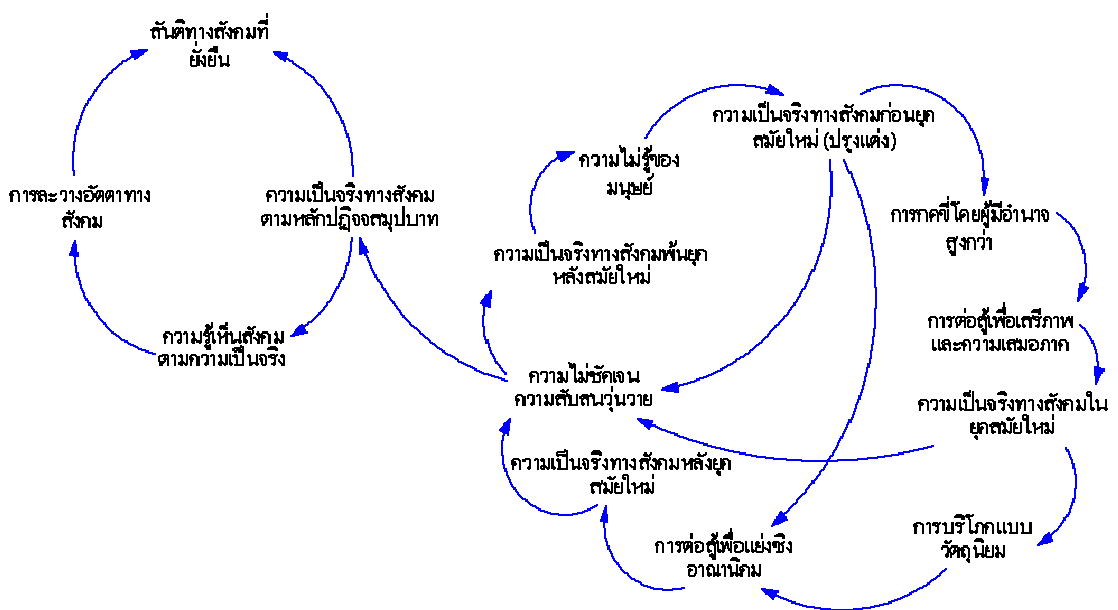 สันติทางสังคมที่
ยั่งยืน
การละวางอัตตาทาง
สังคม
ความเป็นจริงทางสังคม
ตามหลักปฏิจจสมุปบาท
ความรู้เห็นสังคม
ตามความเป็นจริง
ความไม่รู้ของ
มนุษย์
ความเป็นจริงทางสังคมก่อนยุค
สมัยใหม่ (ปรุงแต่ง)
การกดขี่โดยผู้มีอำนาจ
สูงกว่า
ความเป็นจริงทางสังคมพ้นยุค
หลังสมัยใหม่
การต่อสู้เพื่อเสรีภาพ
และความเสมอภาค
ความไม่ชัดเจน
ความสับสนวุ่นวาย
ความเป็นจริงทางสังคมใน
ยุคสมัยใหม่
ความเป็นจริงทางสังคมหลังยุค
สมัยใหม่
การบริโภคแบบ
วัตถุนิยม
การต่อสู้เพื่อแย่งชิง
อาณานิคม